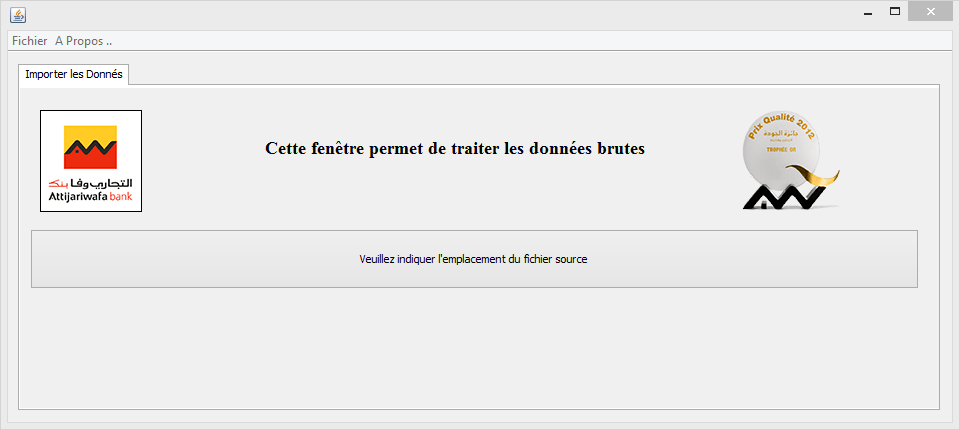 Fichier A Propos ..
Importer les Donnés
Cette fenêtre permet de traiter les données brutes
Prix Qualité 2012
جائزة الجودة
TROPHÉE OR
التجاري وفا بنك
Attijariwafa bank
Veuillez indiquer l'emplacement du fichier source